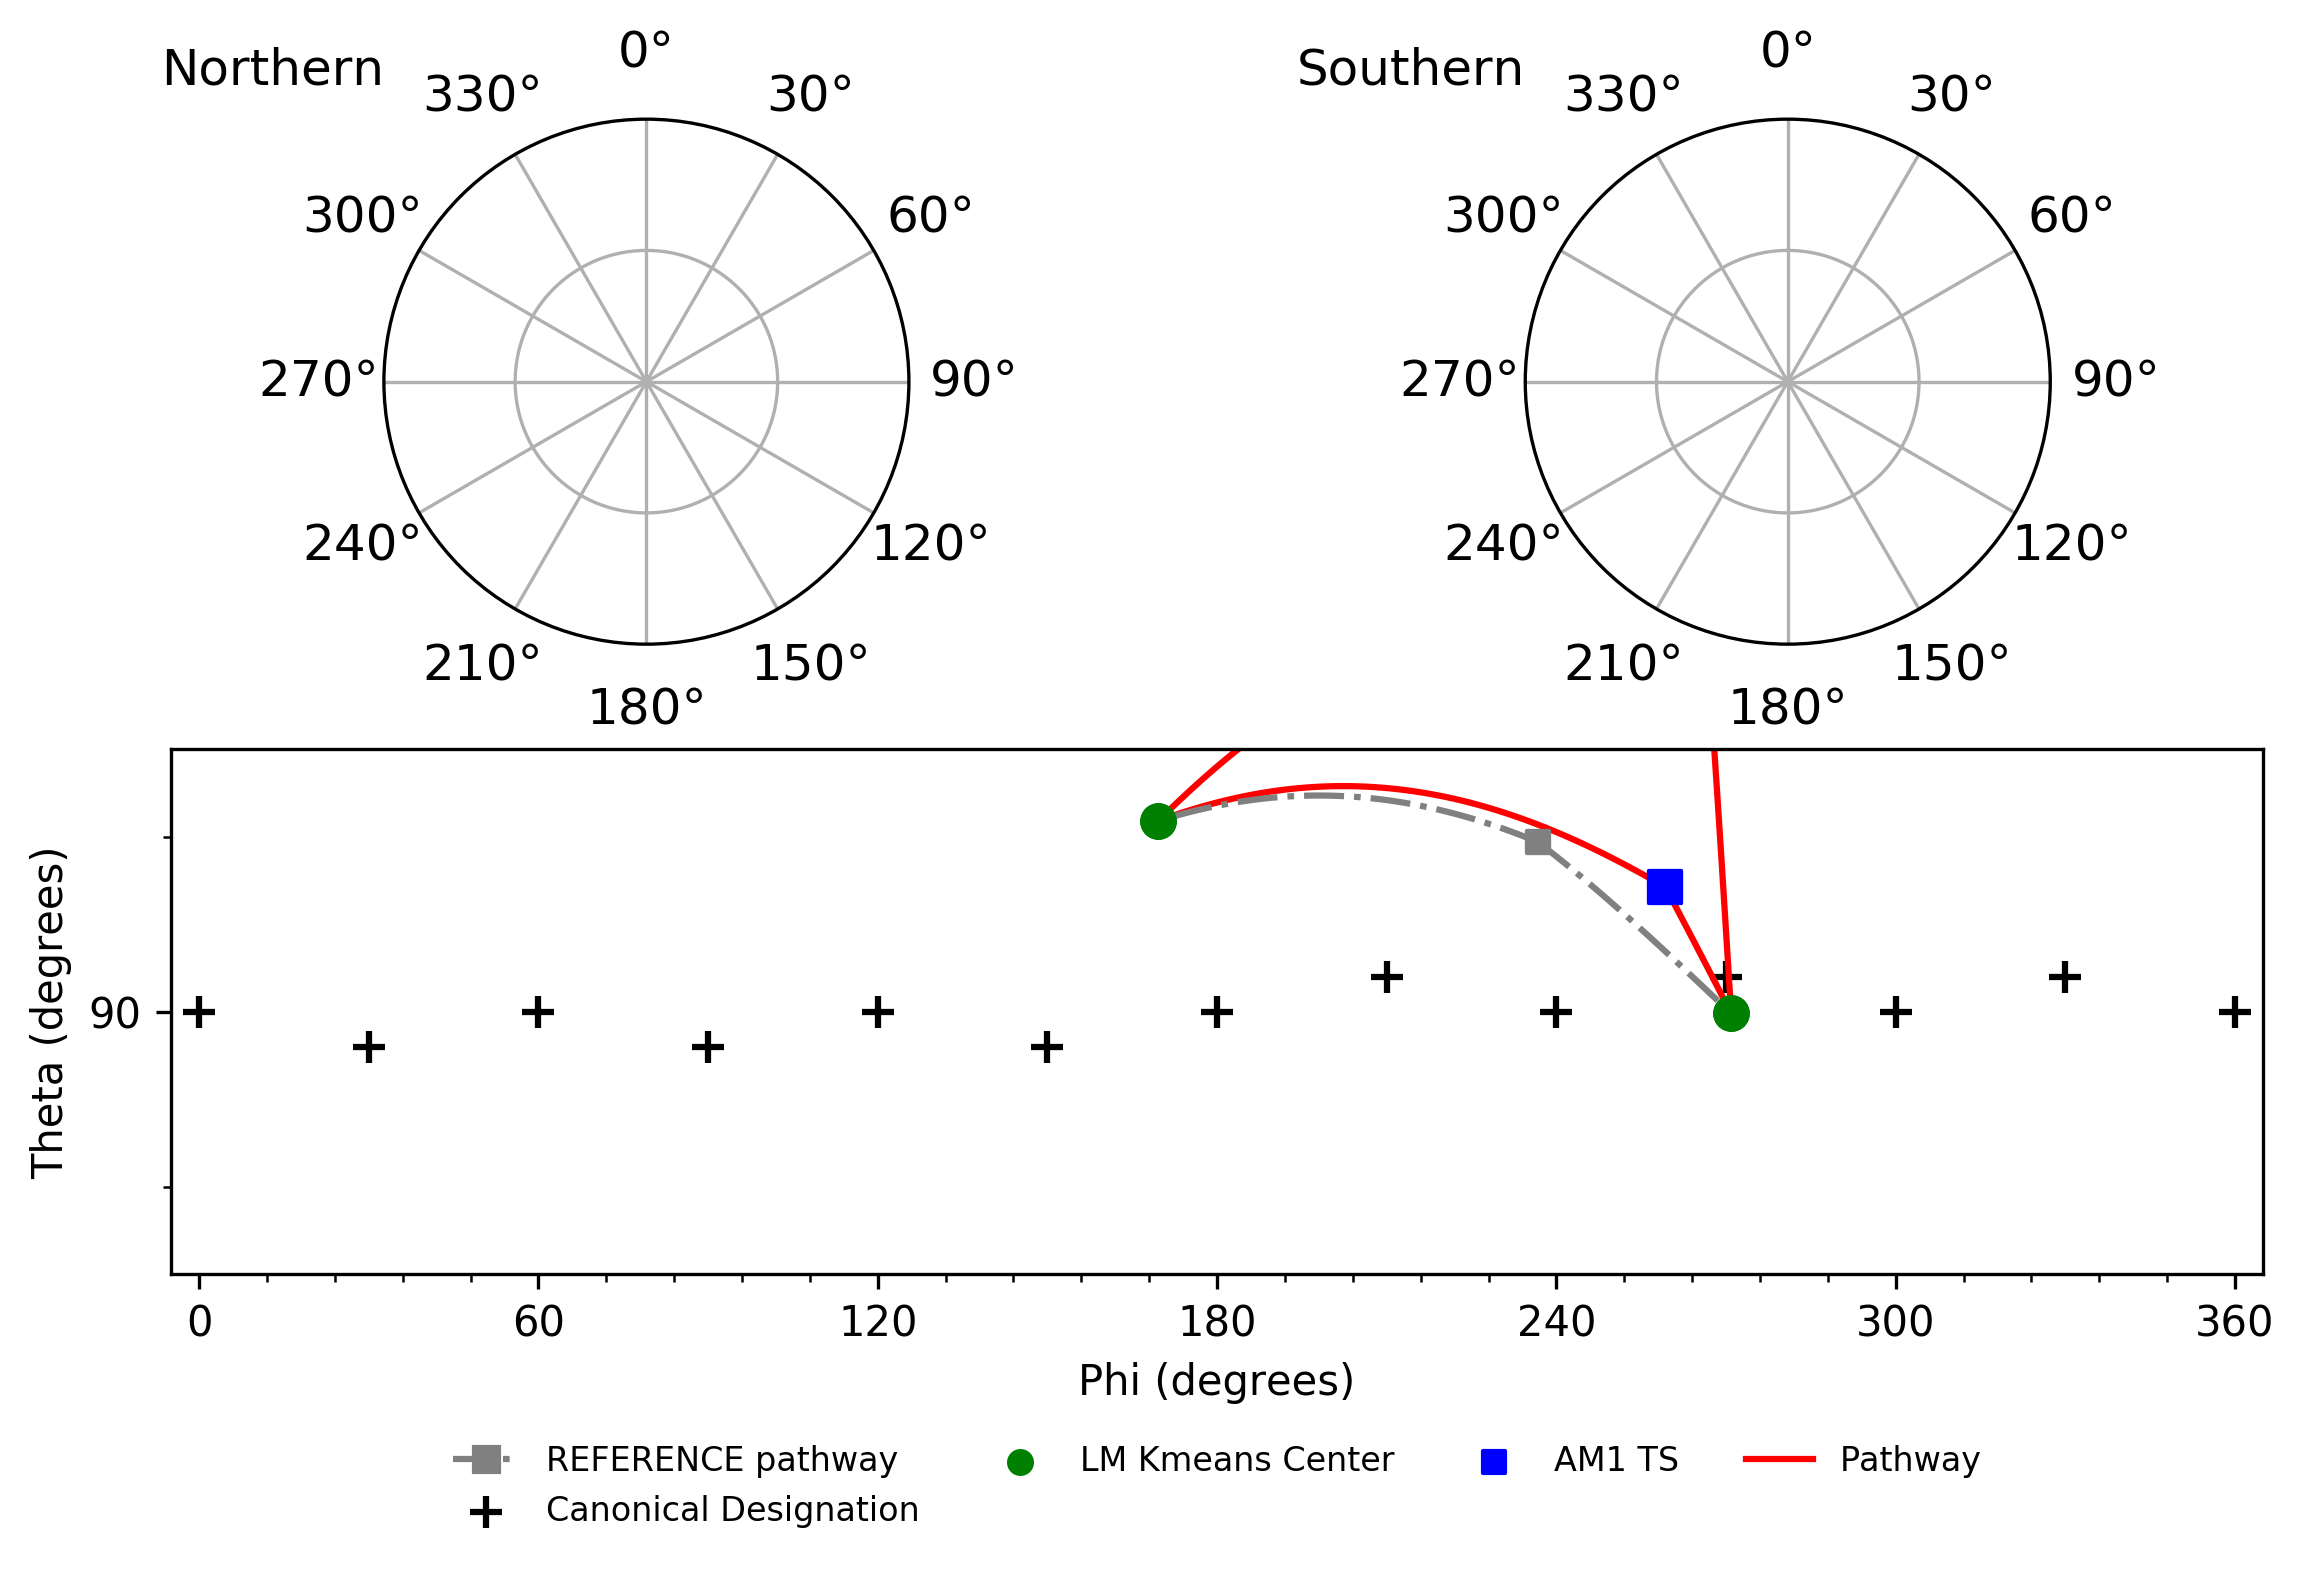 Northern
0°
30°
60°
90°
120°
150°
180°
210°
240°
270°
300°
330°
Southern
0°
30°
60°
90°
120°
150°
180°
210°
240°
270°
300°
330°
Theta (degrees)
90
0 60 120 180 240 300 360
Phi (degrees)
REFERENCE pathway
Canonical Designation
LM Kmeans Center
AM1 TS
Pathway